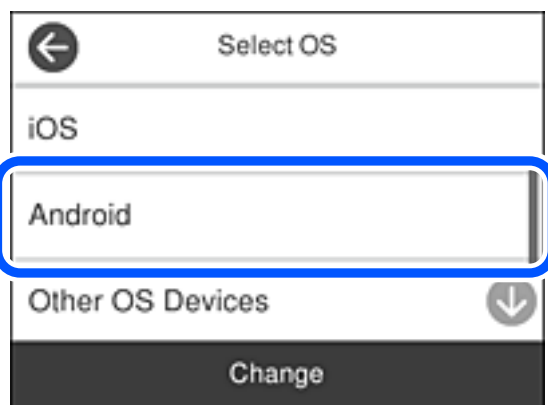 Select OS
iOS
Android
Other OS Devices
Change